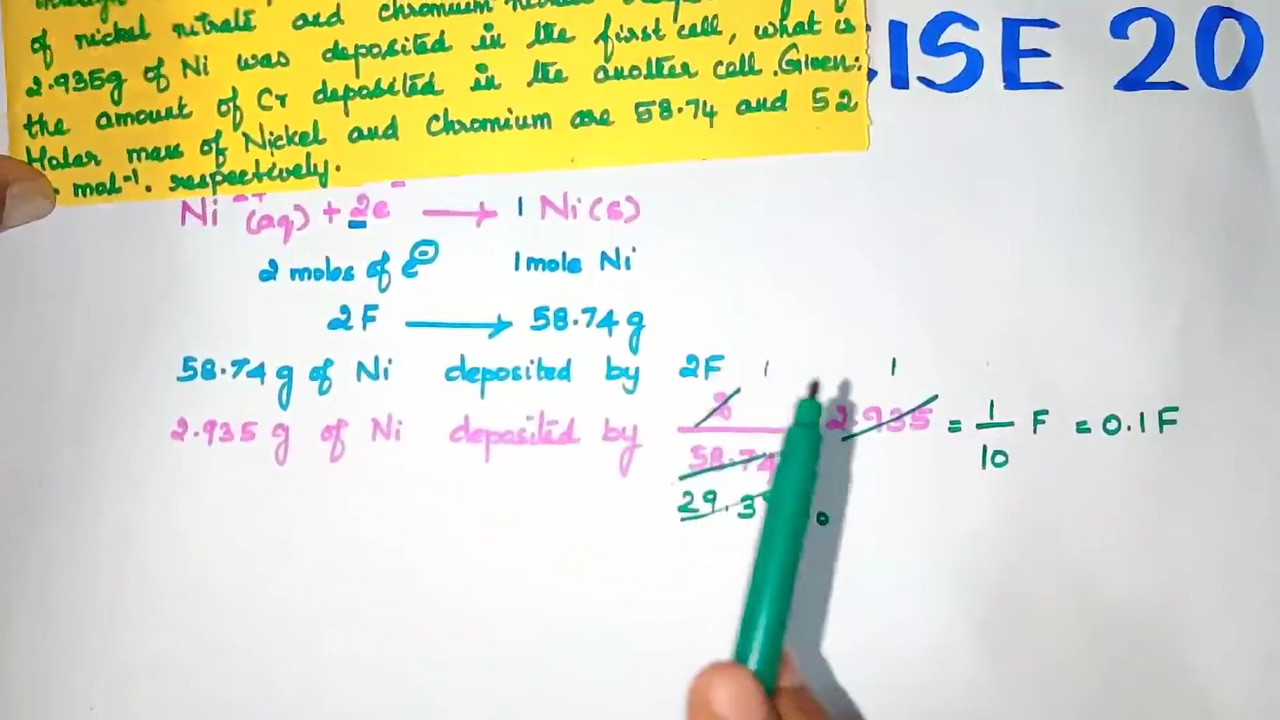 of nickel nitrate and chromium
2.935g of Ni was deposited in the first cell, what is
the amount of Cr deposited in the another cell. Given:
Molar mass of Nickel and Chromium are 58.74 and 52
mol⁻¹. respectively.
ISE 20
Ni (aq) + 2e⁻ → 1 Ni(s)
2 moles of e⊖ 1 mole Ni
2F → 58.74 g
58.74 g of Ni deposited by 2F 1 1
2.935 g of Ni deposited by 2 2.935 = 1/10 F = 0.1 F
58.74
29.3